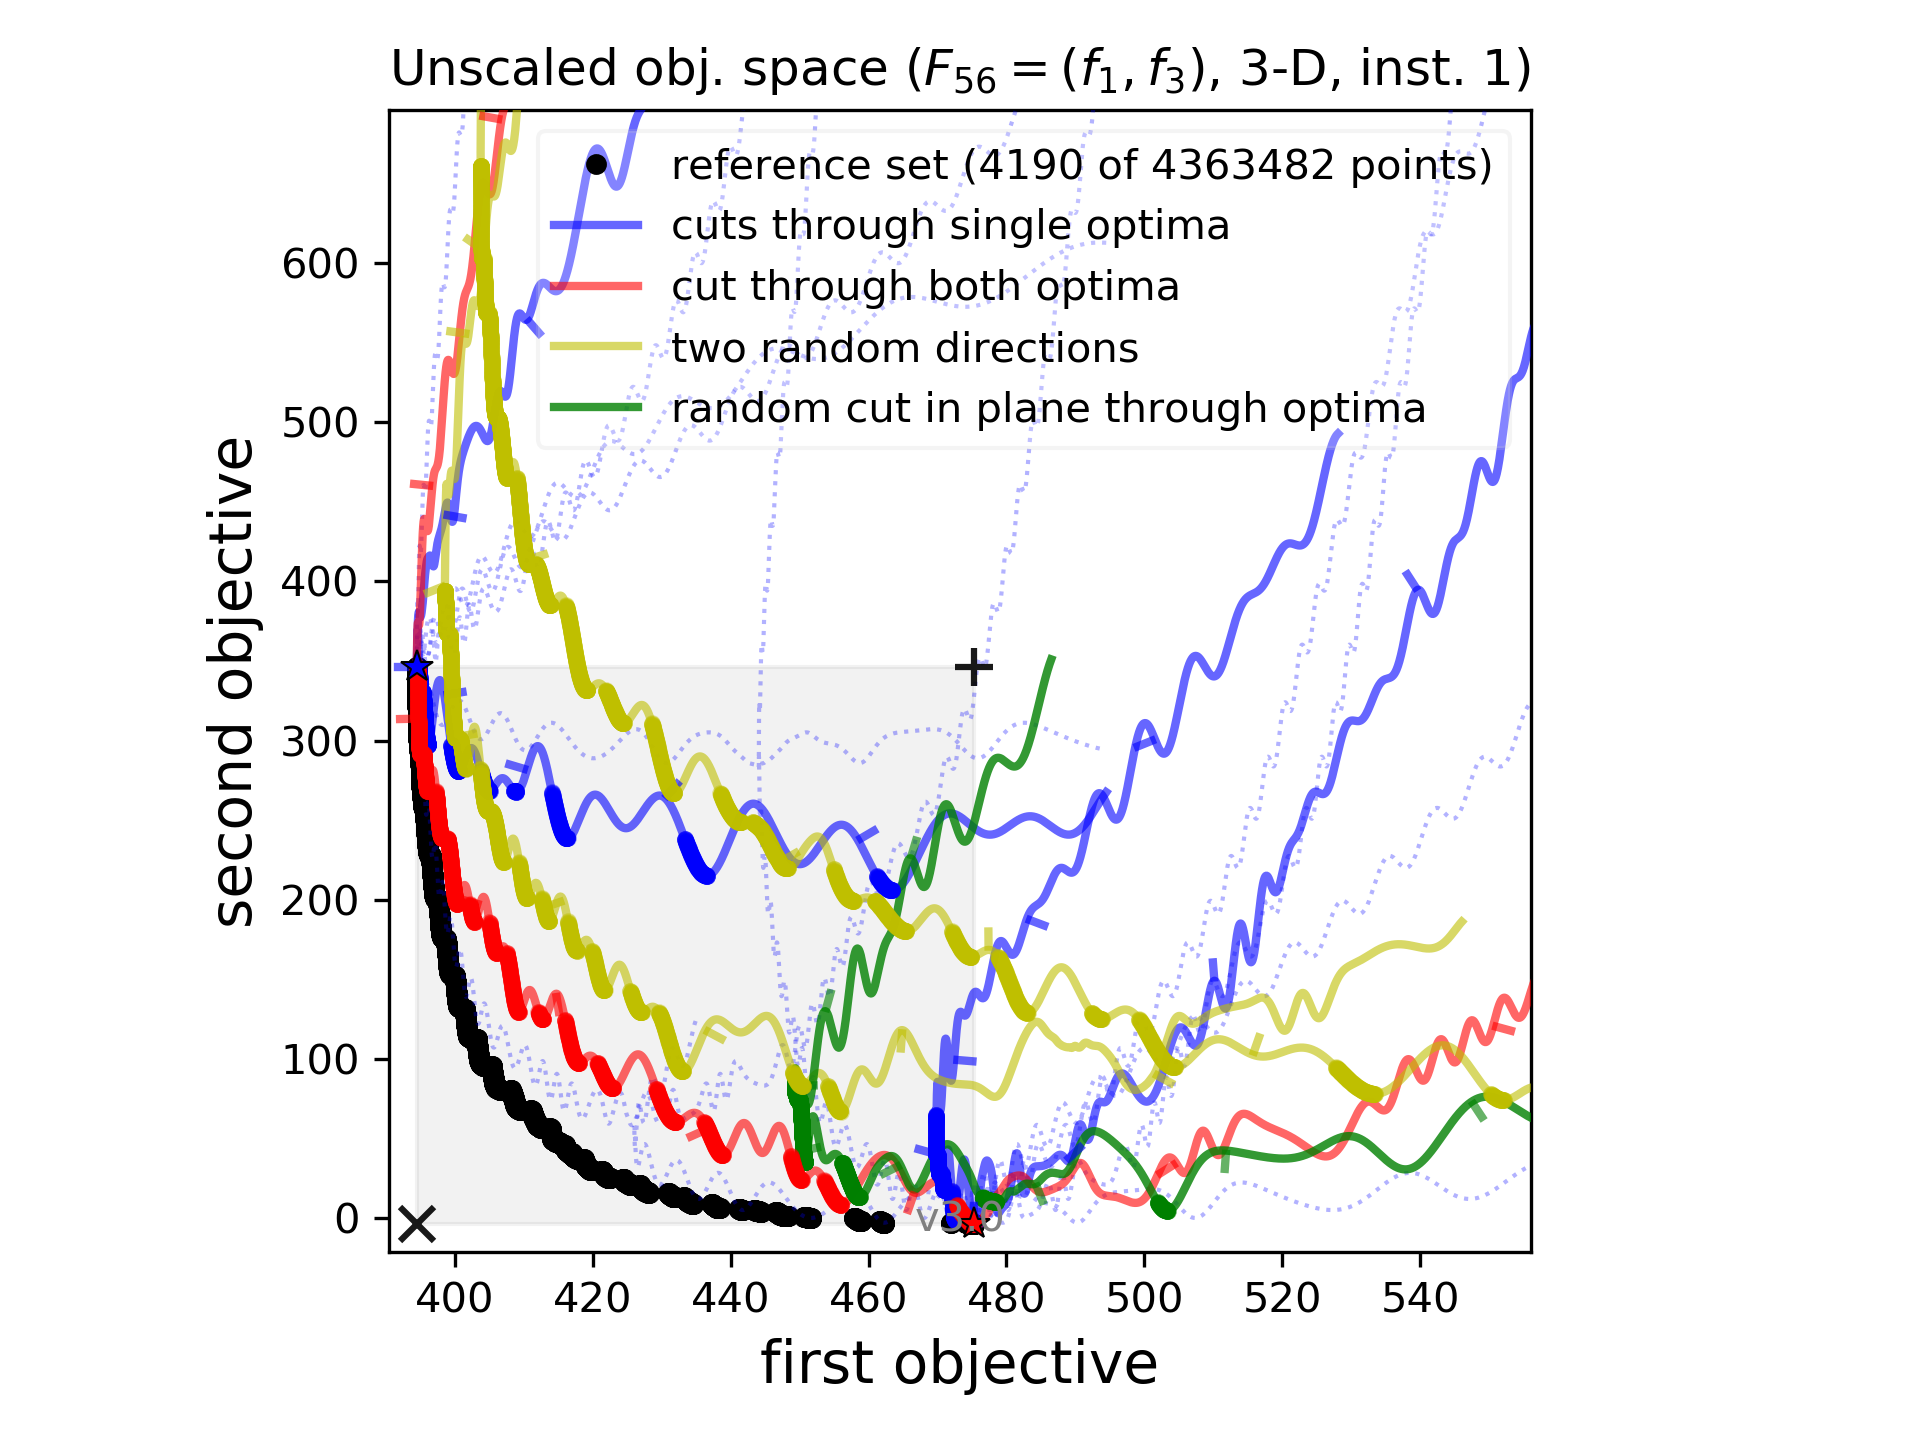 Unscaled obj. space (F56 = (f1, f3), 3-D, inst. 1)
reference set (4190 of 4363482 points)
cuts through single optima
cut through both optima
two random directions
random cut in plane through optima
second objective
600
500
400
300
200
100
0
400 420 440 460 480 500 520 540
first objective